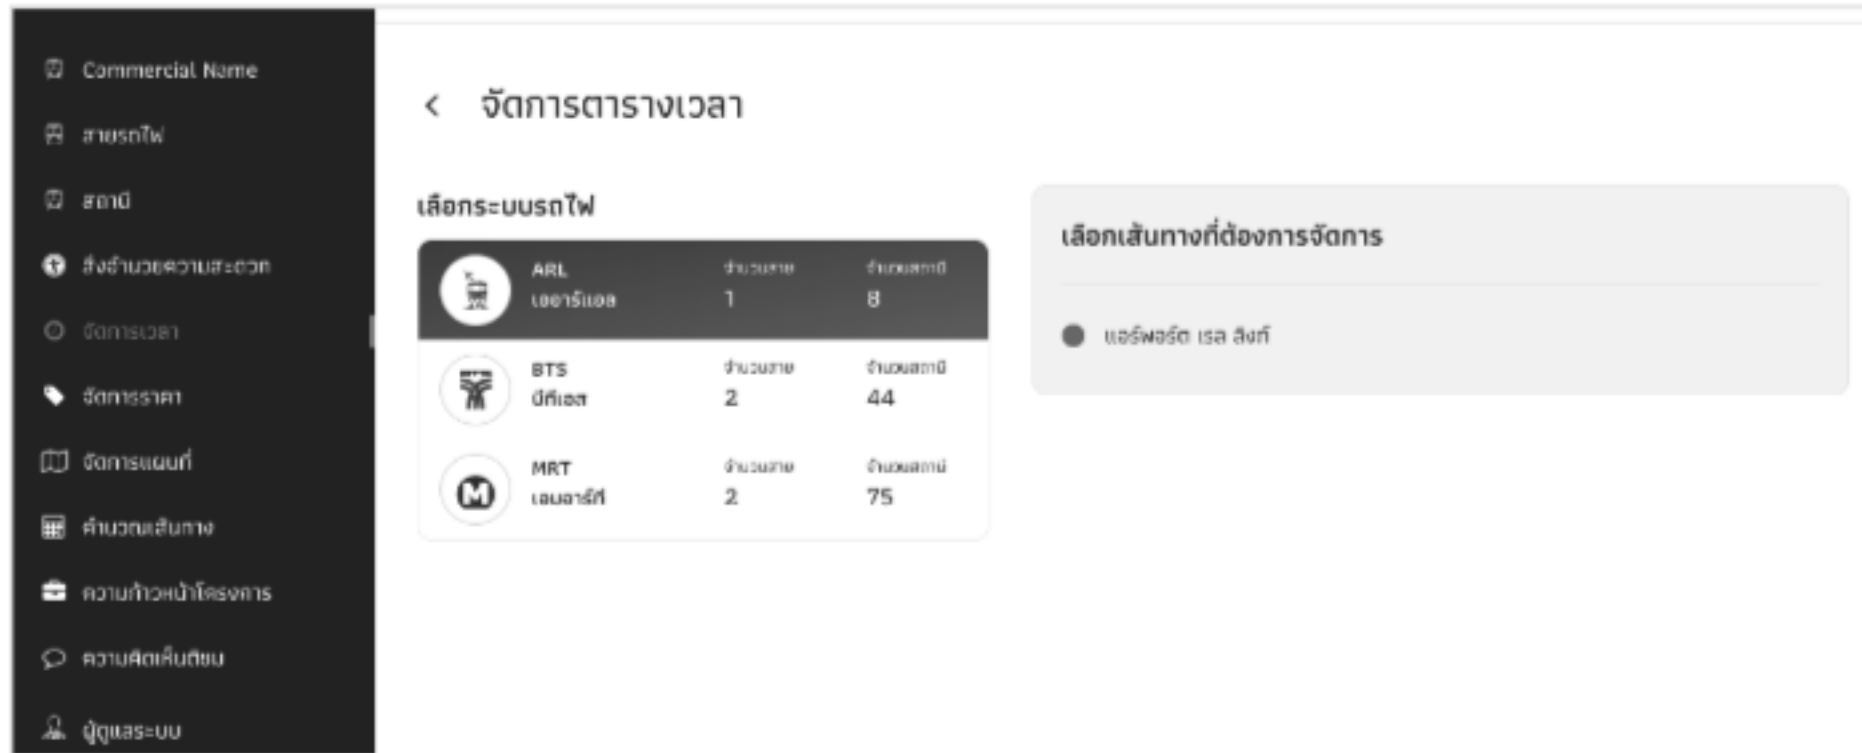 Commercial Name
สายรถไฟ
สถานี
สิ่งอำนวยความสะดวก
จัดการเวลา
จัดการราคา
จัดการแผนที่
คำนวณเส้นทาง
ความก้าวหน้าโครงการ
ความคิดเห็นติชม
ผู้ดูแลระบบ
< จัดการตารางเวลา
เลือกระบบรถไฟ
ARL จำนวนสาย จำนวนสถานี
เออาร์แอล 1 8
BTS จำนวนสาย จำนวนสถานี
บีทีเอส 2 44
MRT จำนวนสาย จำนวนสถานี
เอมอาร์ที 2 75
เลือกเส้นทางที่ต้องการจัดการ
แอร์พอร์ต เรล ลิงก์